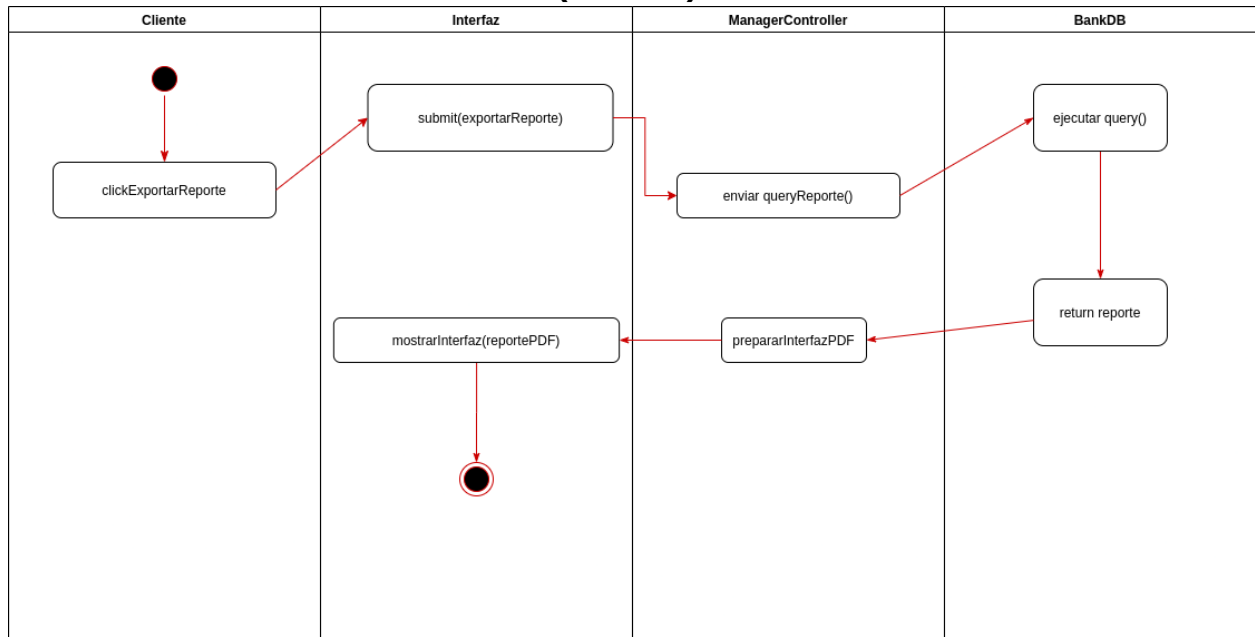 Cliente
Interfaz
ManagerController
BankDB
submit(exportarReporte)
ejecutar query()
clickExportarReporte
enviar queryReporte()
return reporte
mostrarInterfaz(reportePDF)
prepararInterfazPDF